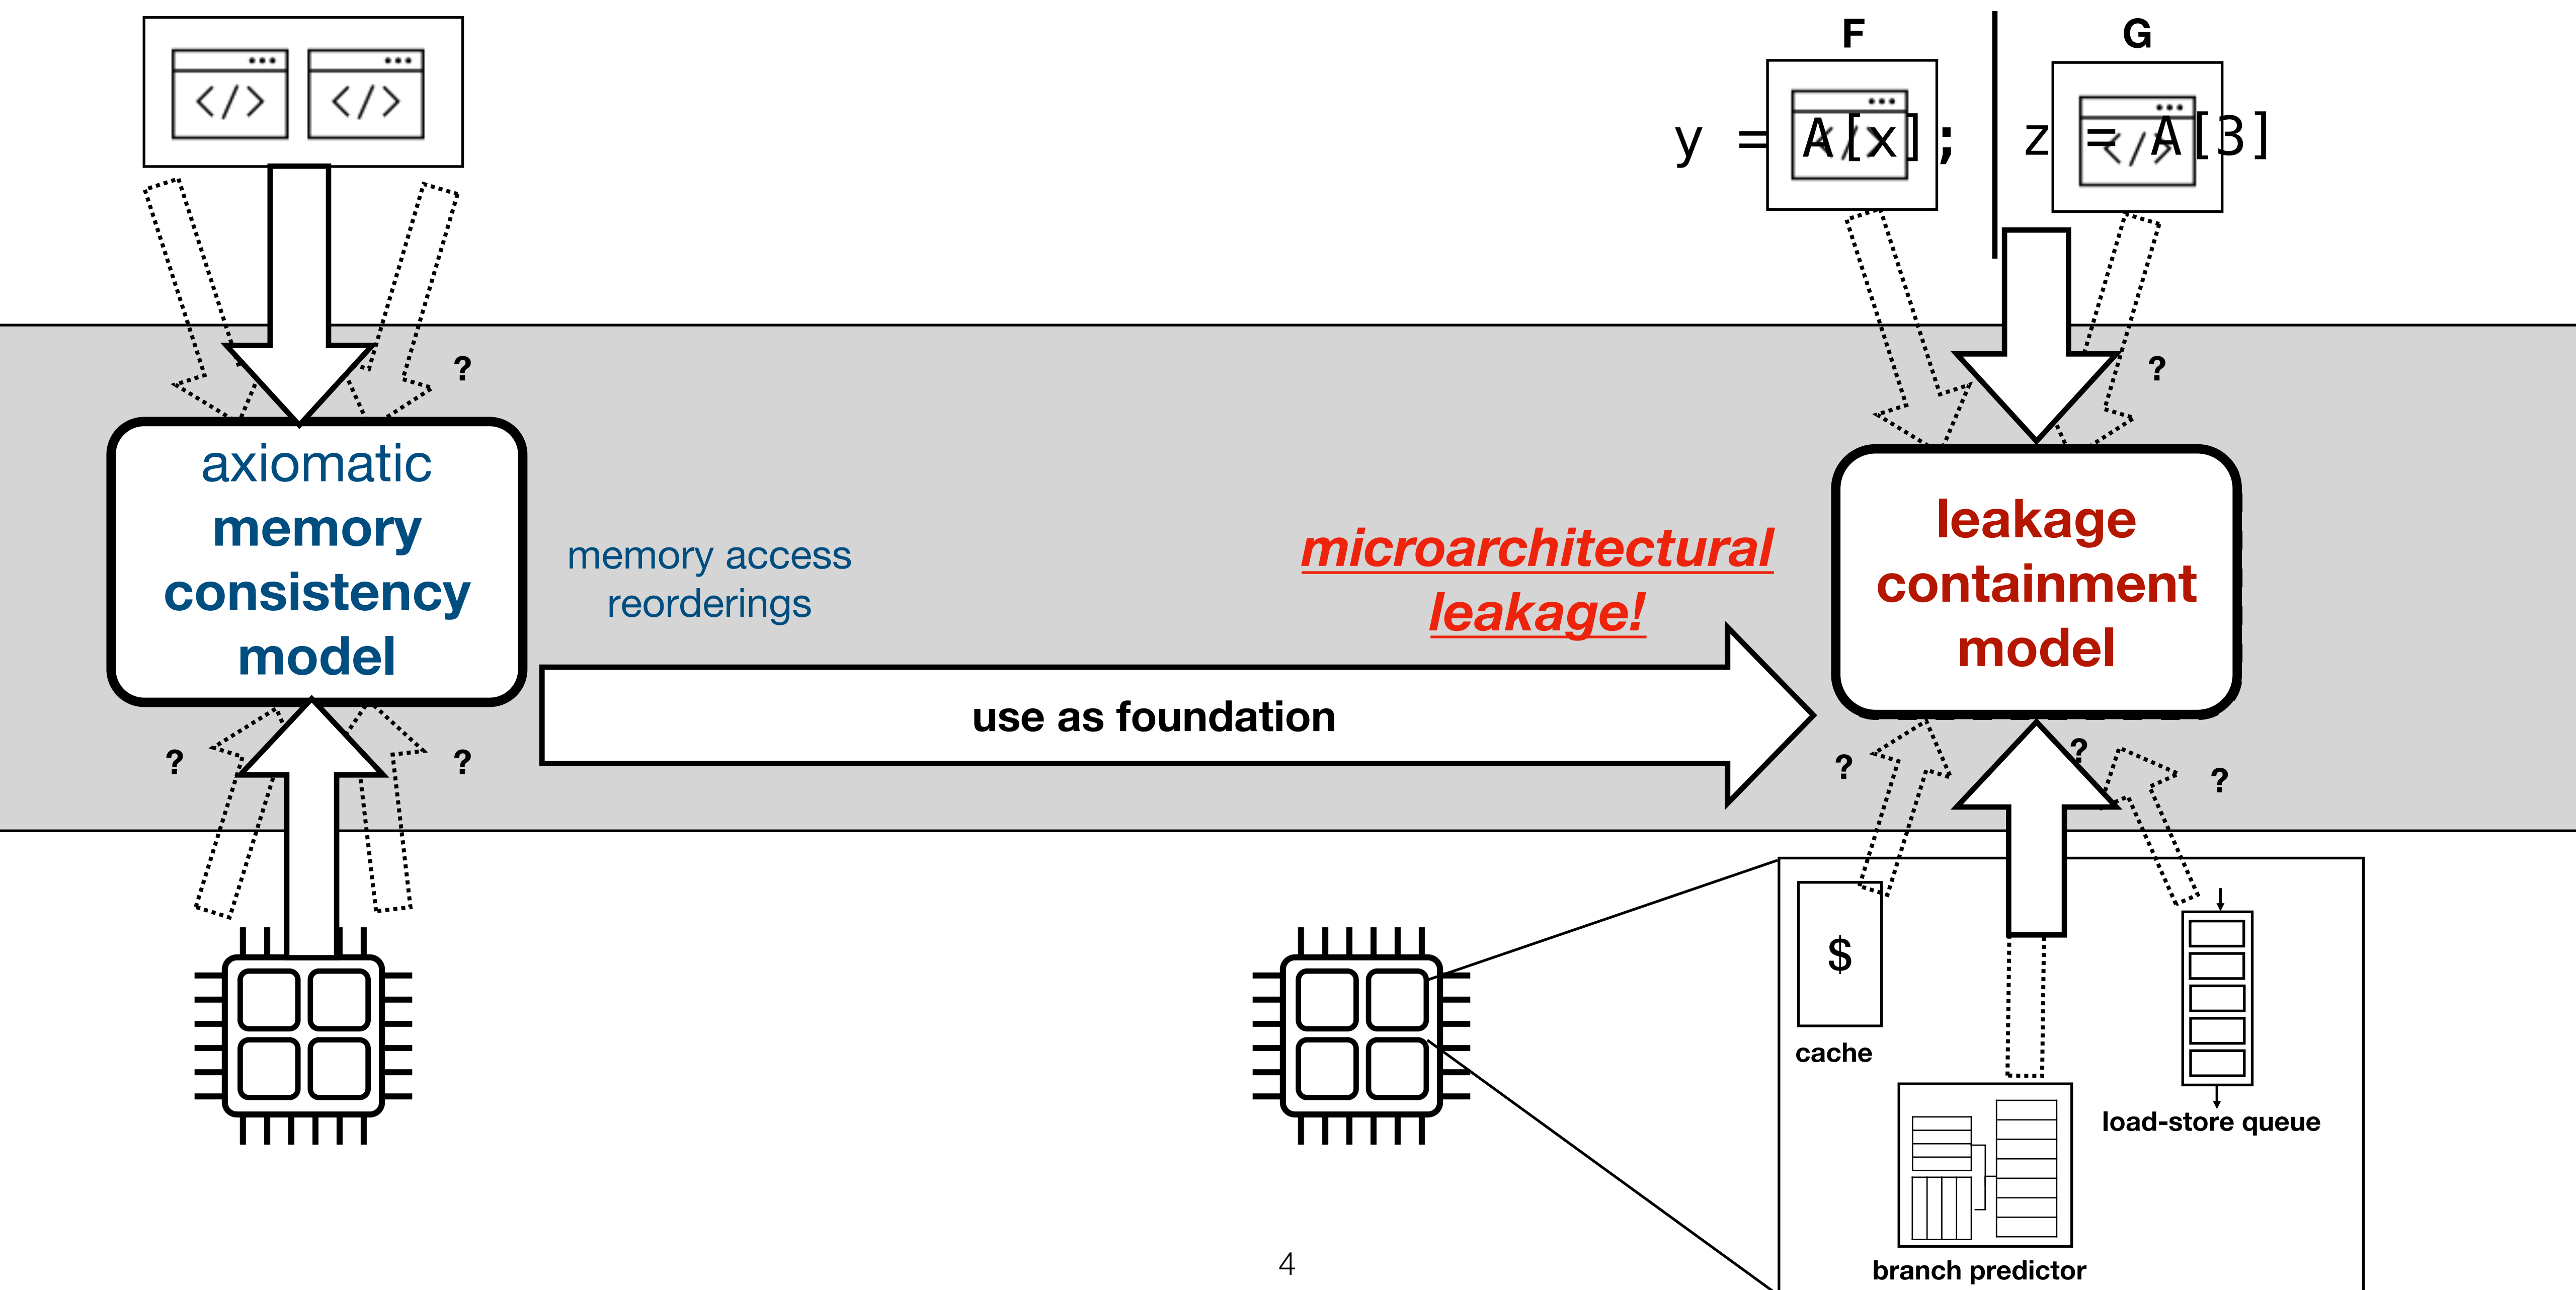 F
G
</>
</>
y = A[x];
z = A[3]
</>
</>
?
?
axiomatic
memory
consistency
model
memory access
reorderings
microarchitectural
leakage!
leakage
containment
model
use as foundation
?
?
?
?
?
$
cache
load-store queue
branch predictor
4